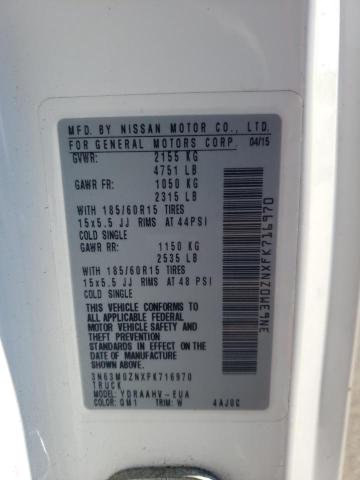 MFD. BY NISSAN MOTOR CO., LTD.
FOR GENERAL MOTORS CORP. 04/15
GVWR: 2155 KG
4751 LB
GAWR FR: 1050 KG
2315 LB
WITH 185/60R15 TIRES
15x5.5 JJ RIMS AT 44PSI
COLD SINGLE
GAWR RR: 1150 KG
2535 LB
WITH 185/60R15 TIRES
15x5.5 JJ RIMS AT 48 PSI
COLD SINGLE
THIS VEHICLE CONFORMS TO
ALL APPLICABLE FEDERAL
MOTOR VEHICLE SAFETY
STANDARDS IN EFFECT ON
THE DATE OF MANUFACTURE
SHOWN ABOVE.
3N63M0ZNXFK716970
TRUCK
MODEL: YDRAAHV-EUA
COLOR: QM1 TRIM: W 4AJ0C
3N63M0ZNXFK716970